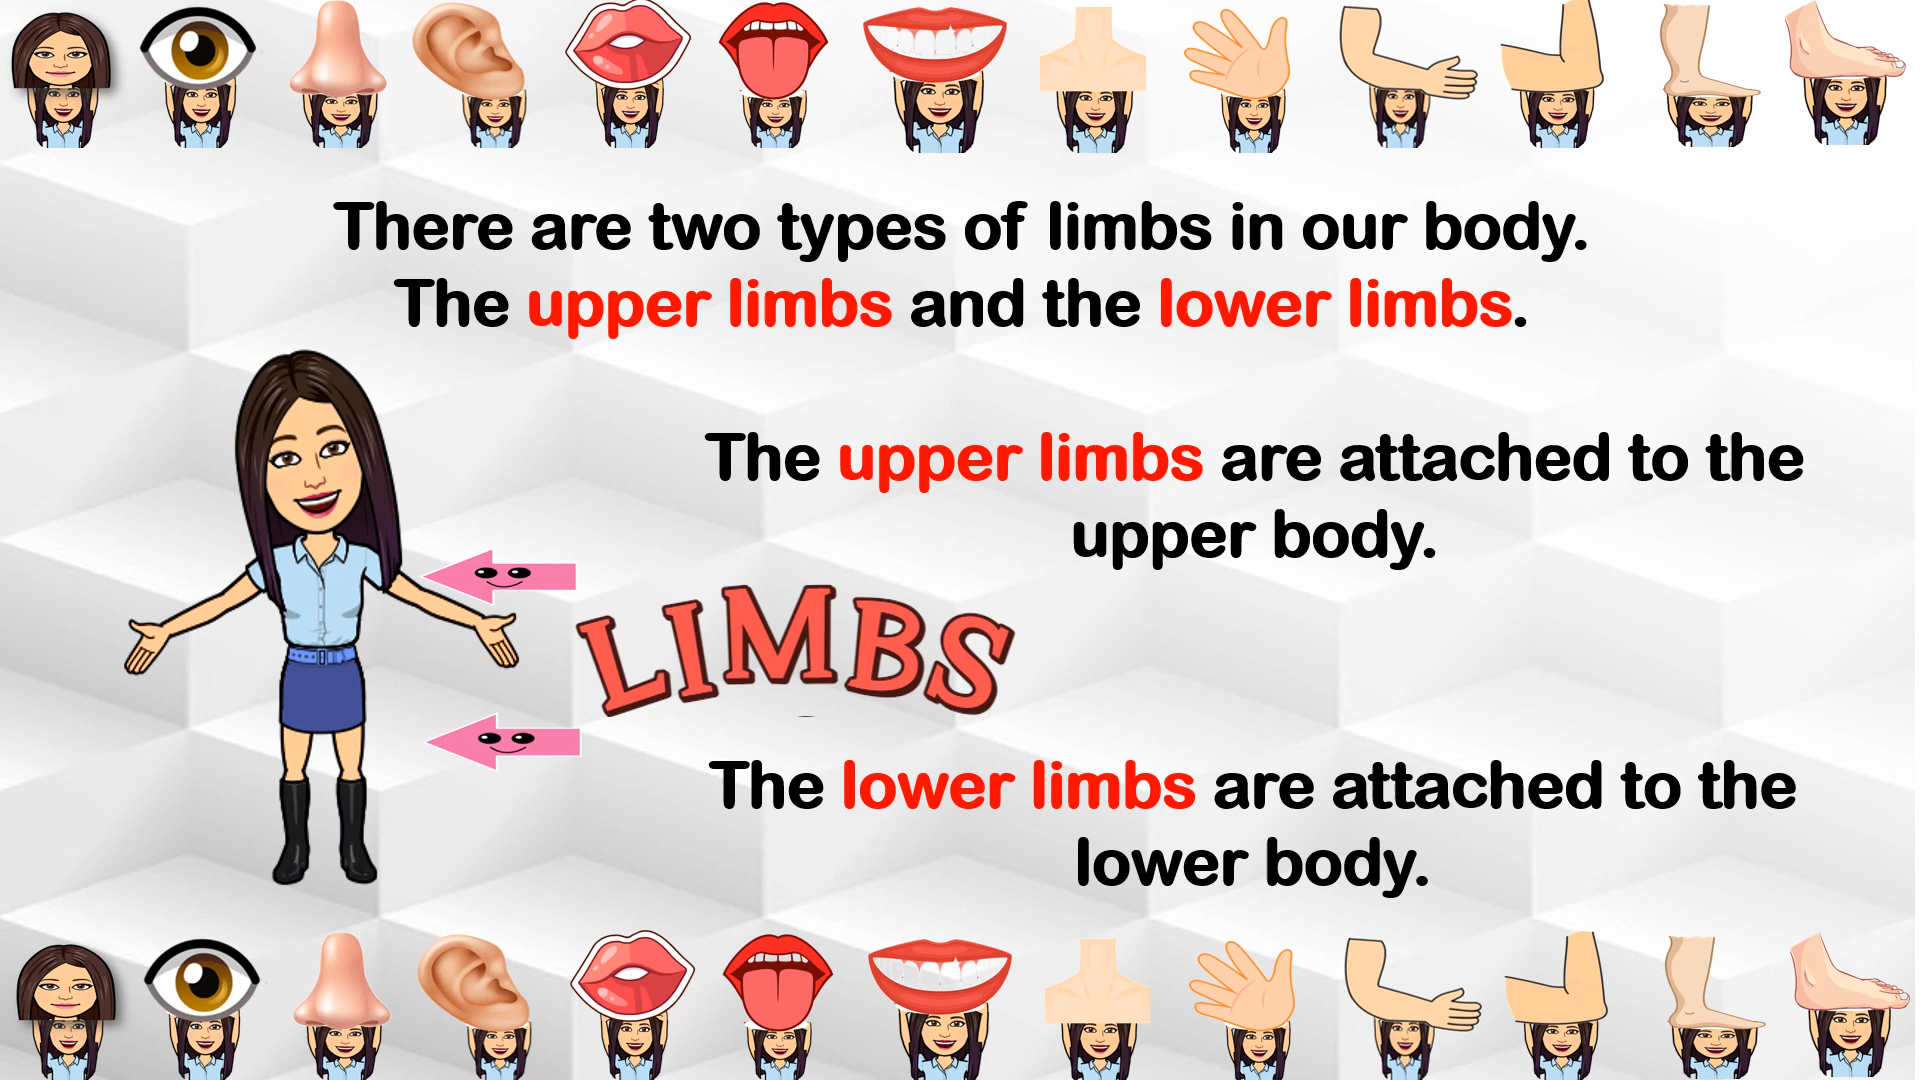 There are two types of limbs in our body.
The upper limbs and the lower limbs.
The upper limbs are attached to the
upper body.
LIMBS
The lower limbs are attached to the
lower body.